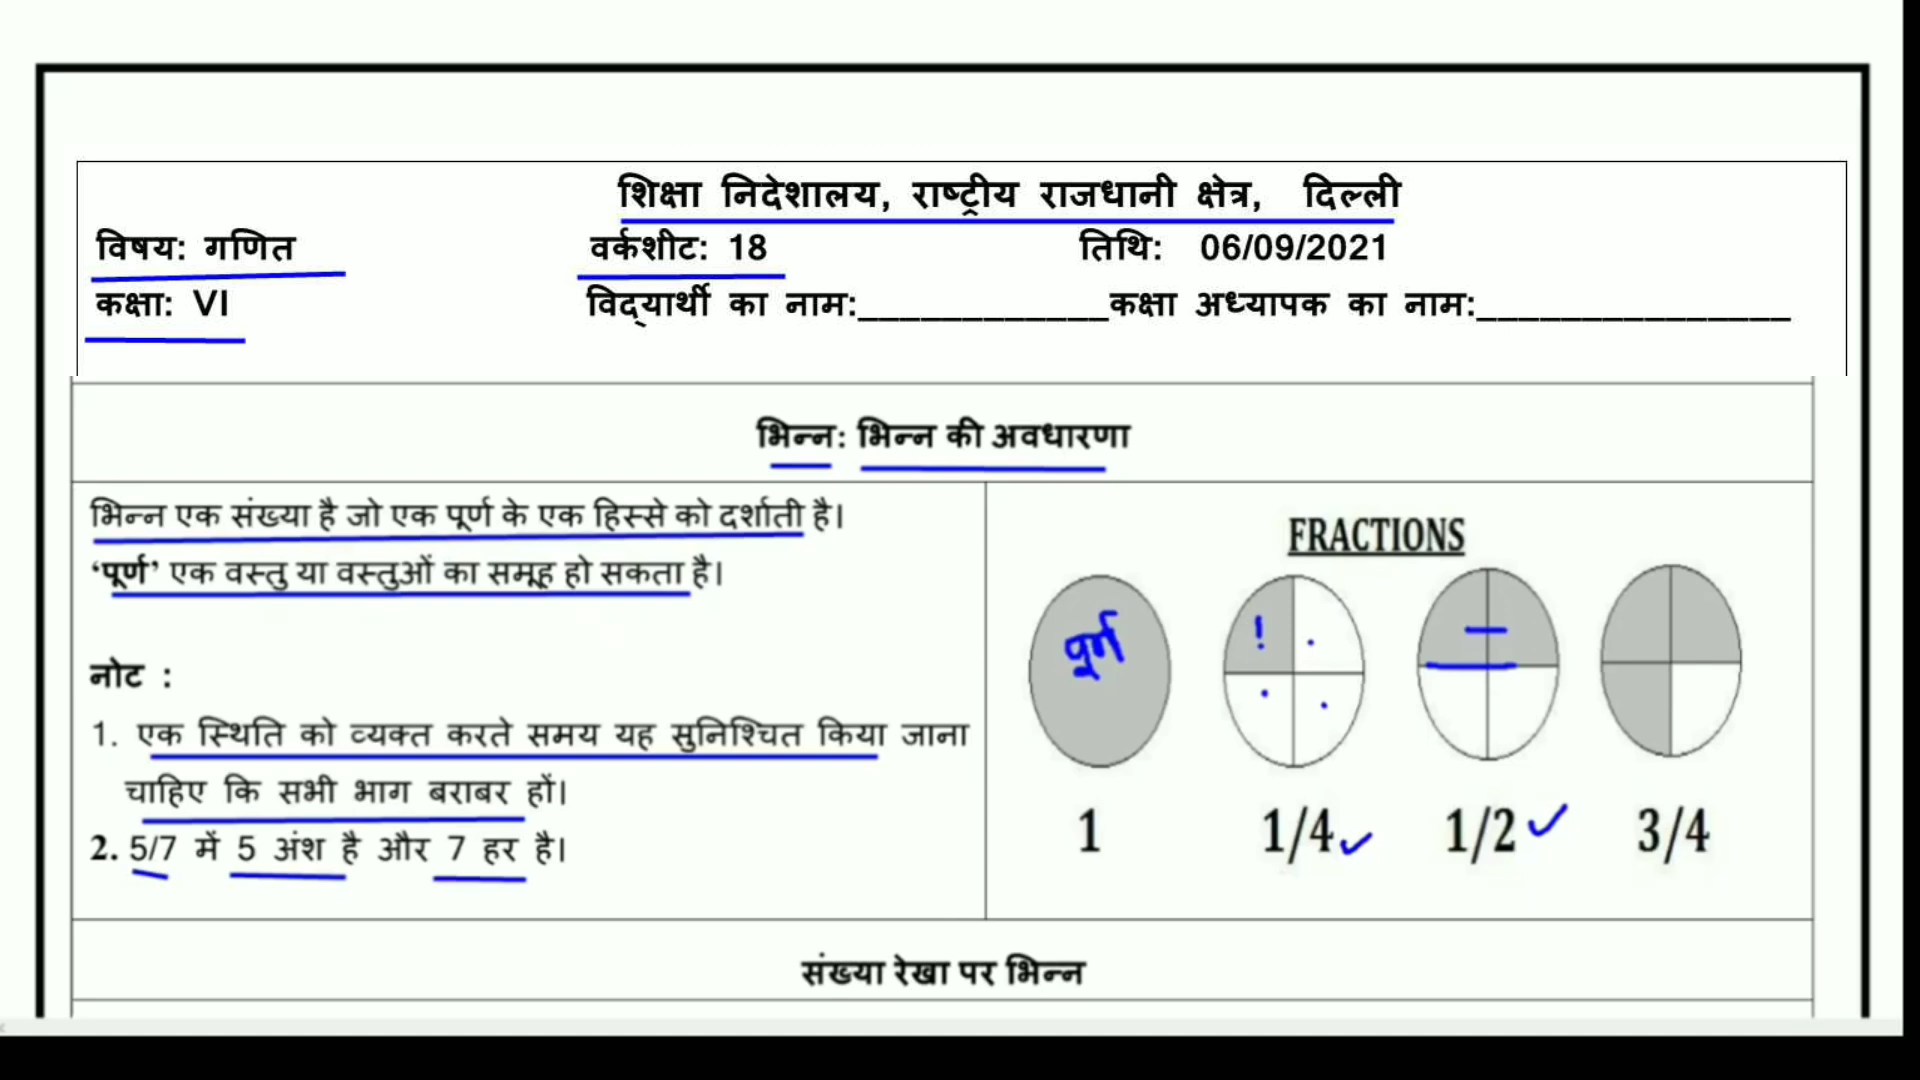 शिक्षा निदेशालय, राष्ट्रीय राजधानी क्षेत्र, दिल्ली
विषय: गणित वर्कशीट: 18 तिथि: 06/09/2021
कक्षा: VI विद्यार्थी का नाम:____________कक्षा अध्यापक का नाम:_______________
भिन्न: भिन्न की अवधारणा
भिन्न एक संख्या है जो एक पूर्ण के एक हिस्से को दर्शाती है।
‘पूर्ण’ एक वस्तु या वस्तुओं का समूह हो सकता है।
नोट :
1. एक स्थिति को व्यक्त करते समय यह सुनिश्चित किया जाना
चाहिए कि सभी भाग बराबर हों।
2. 5/7 में 5 अंश है और 7 हर है।
FRACTIONS
पूर्ण
1 1/4 1/2 3/4
संख्या रेखा पर भिन्न